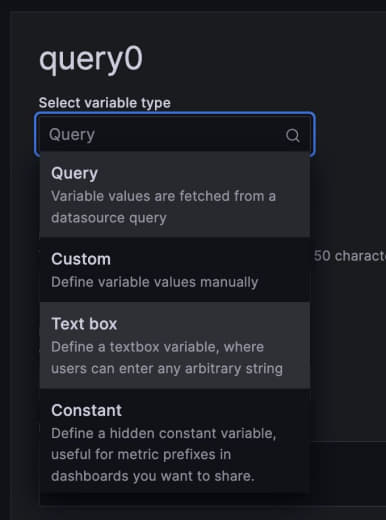 query0
Select variable type
Query
Query
Variable values are fetched from a
datasource query
50 charact
Custom
Define variable values manually
Text box
Define a textbox variable, where
users can enter any arbitrary string
Constant
Define a hidden constant variable,
useful for metric prefixes in
dashboards you want to share.